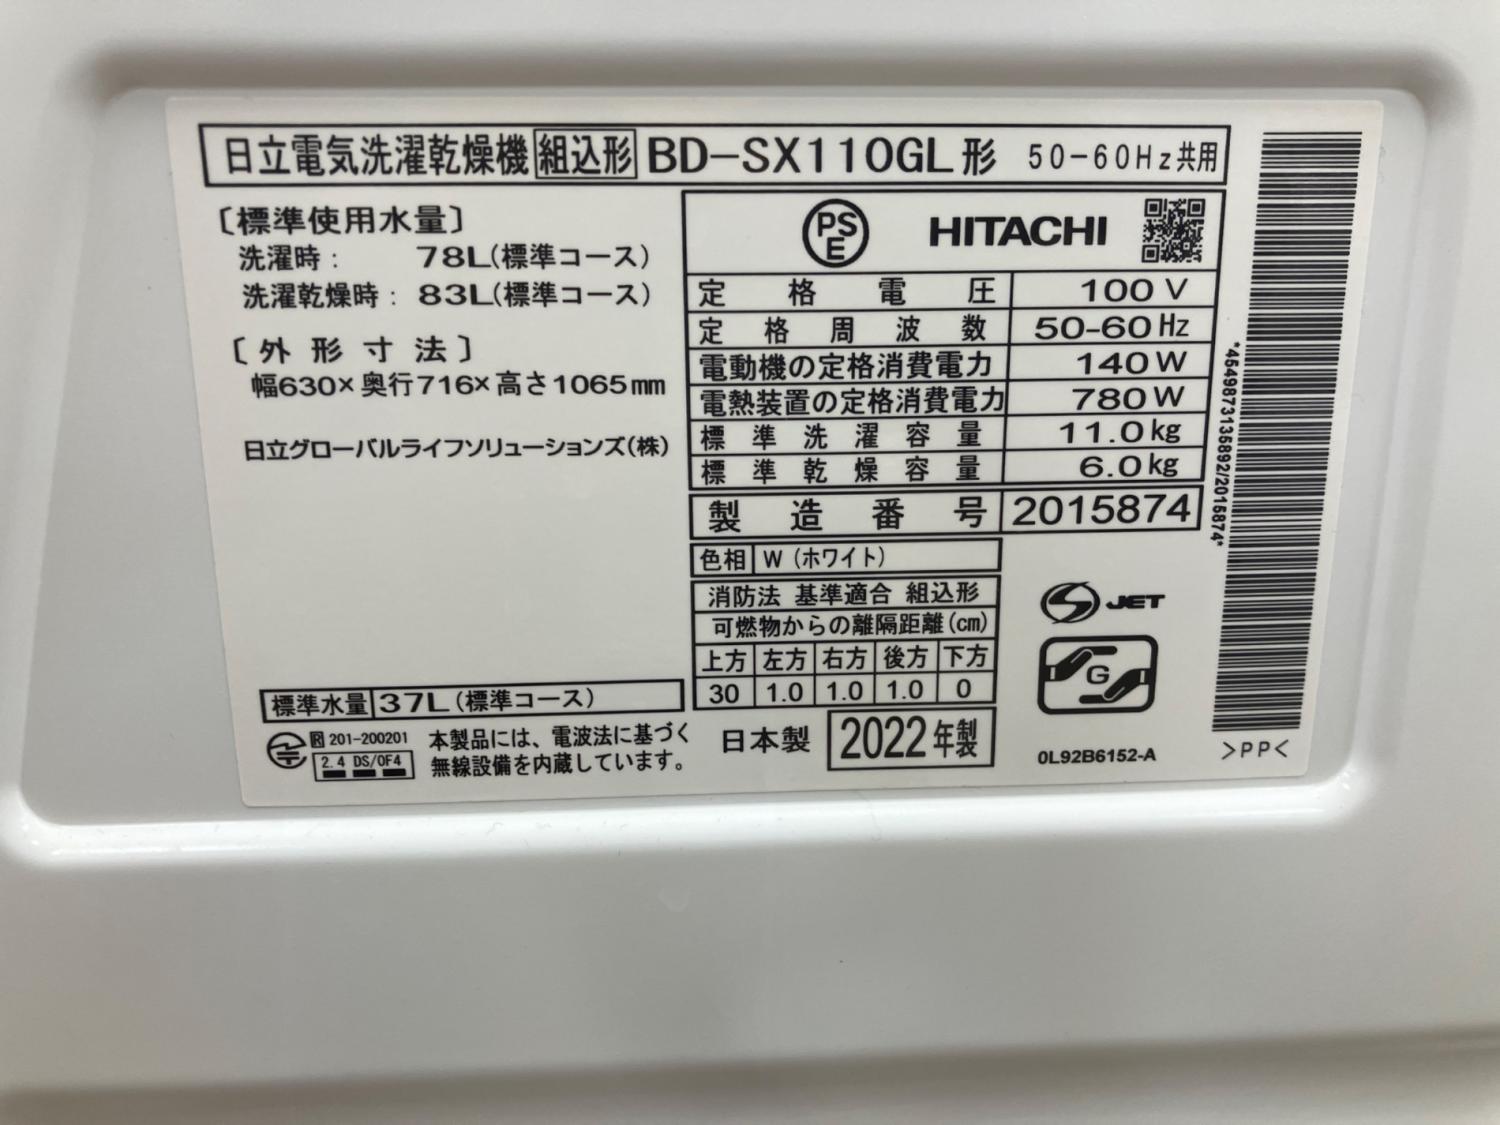 日立電気洗濯乾燥機 組込形 BD-SX110GL形 50-60Hz共用
〔標準使用水量〕
洗濯時： 78L(標準コース)
洗濯乾燥時： 83L(標準コース)
〔外形寸法〕
幅630×奥行716×高さ1065mm
日立グローバルライフソリューションズ(株)
標準水量 37L(標準コース)
R 201-200201
2.4 DS/OF4
本製品には、電波法に基づく
無線設備を内蔵しています。
PSE HITACHI
定格電圧 100V
定格周波数 50-60Hz
電動機の定格消費電力 140W
電熱装置の定格消費電力 780W
標準洗濯容量 11.0kg
標準乾燥容量 6.0kg
製造番号 2015874
色相 W(ホワイト)
消防法 基準適合 組込形
可燃物からの離隔距離(cm)
上方 左方 右方 後方 下方
30 1.0 1.0 1.0 0
日本製 2022年製
S JET
G
0L92B6152-A
*4549873135892/2015874*
>PP<